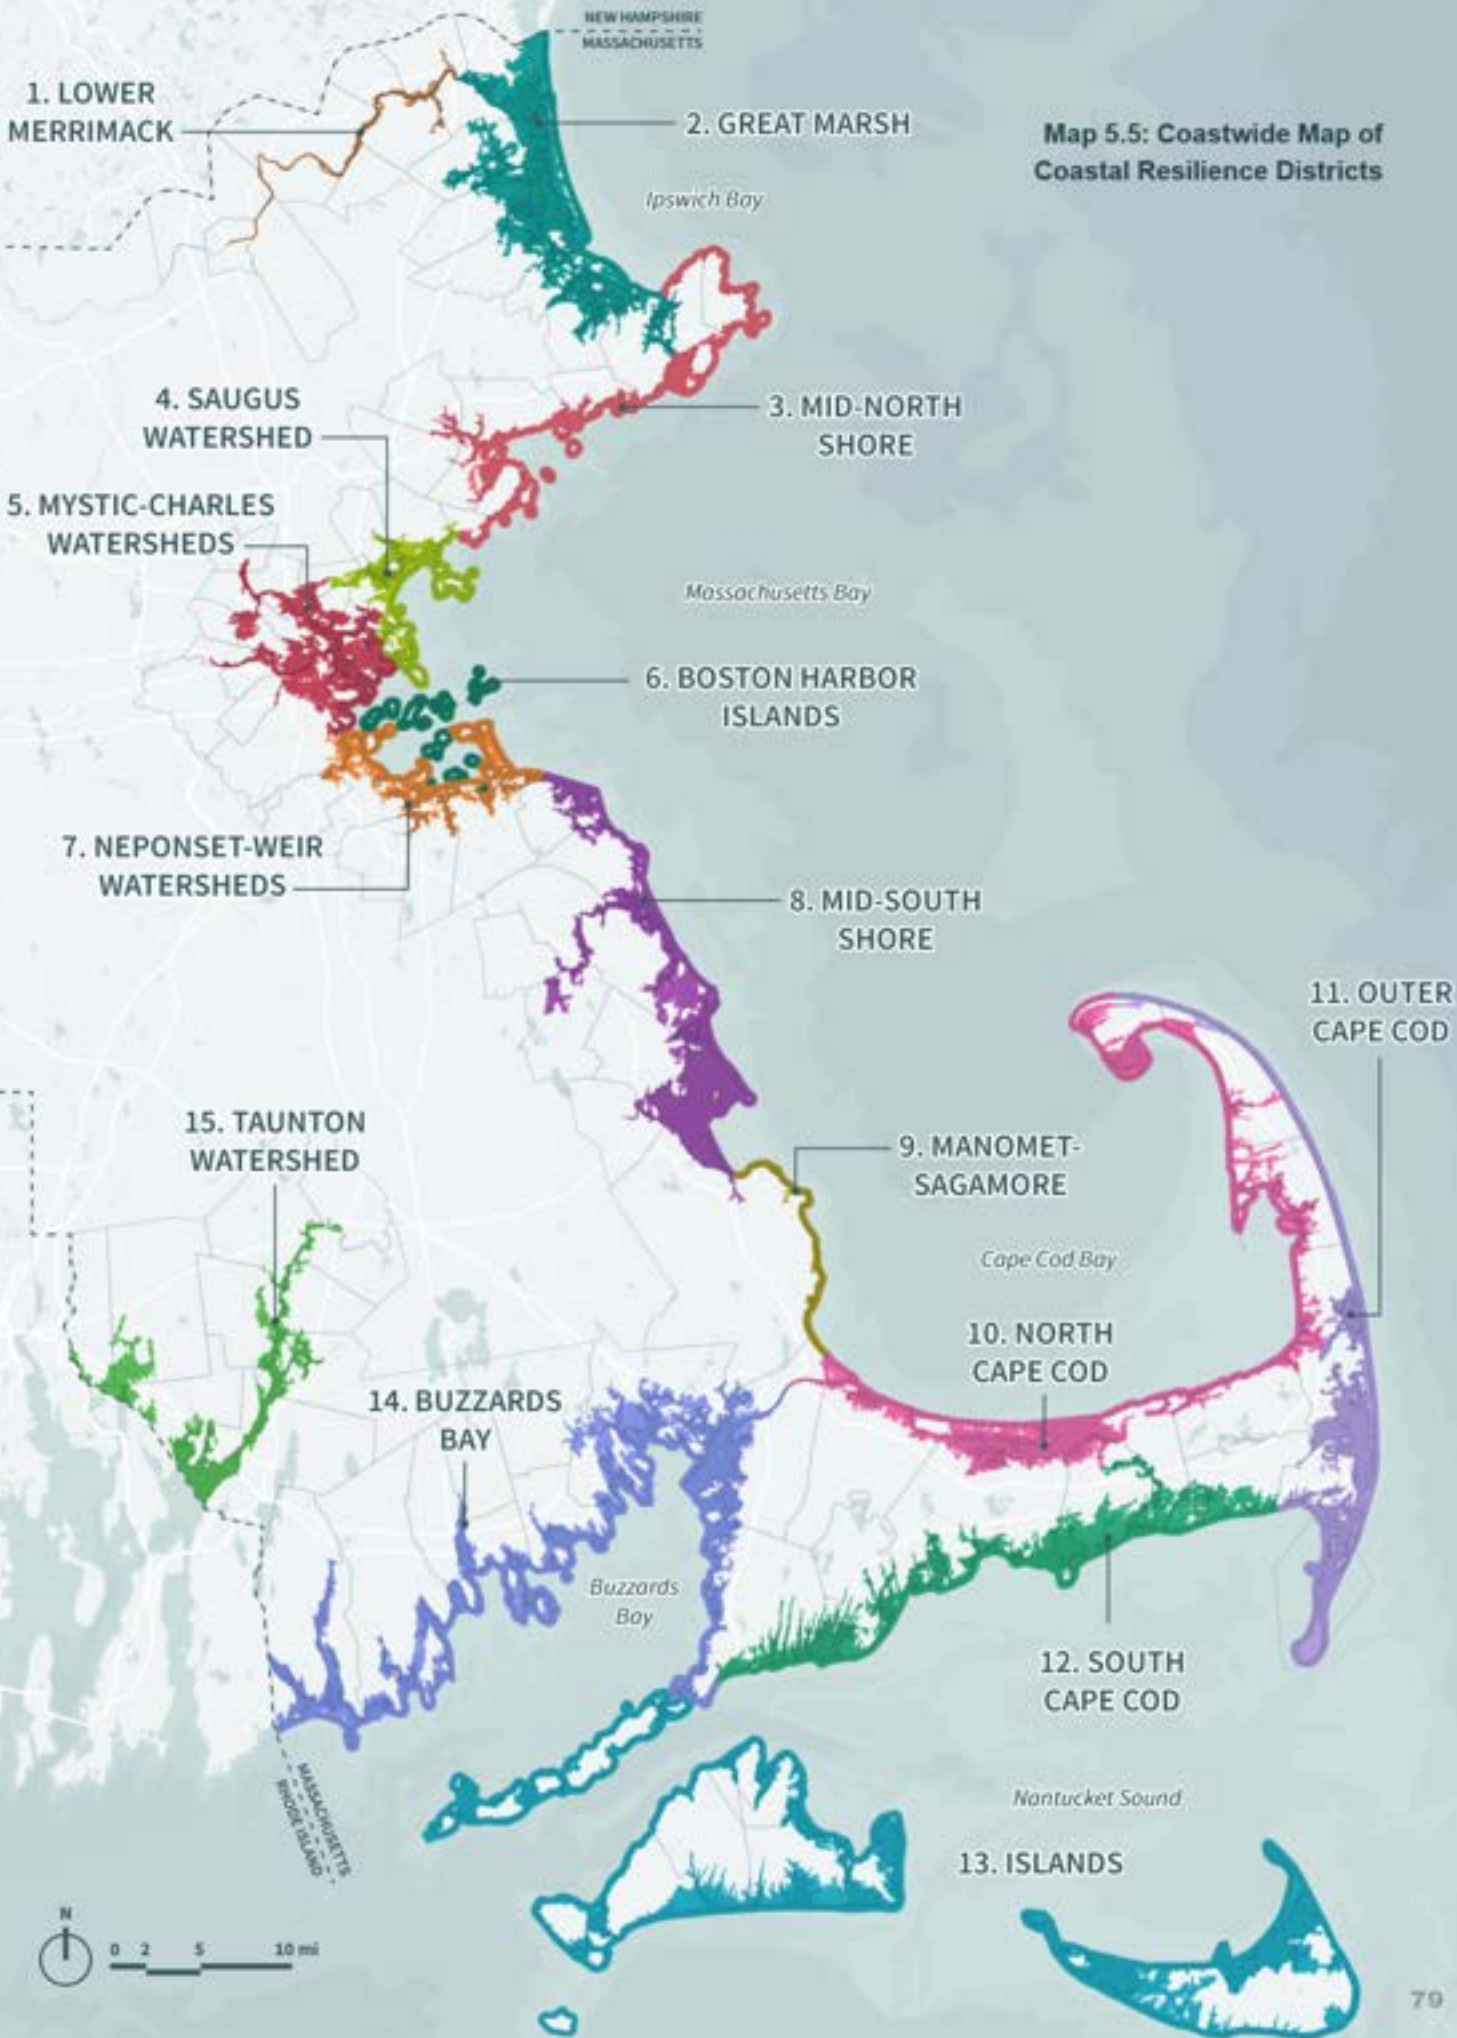 NEW HAMPSHIRE
MASSACHUSETTS
1. LOWER
MERRIMACK
2. GREAT MARSH
Map 5.5: Coastwide Map of
Coastal Resilience Districts
Ipswich Bay
4. SAUGUS
WATERSHED
3. MID-NORTH
SHORE
5. MYSTIC-CHARLES
WATERSHEDS
Massachusetts Bay
6. BOSTON HARBOR
ISLANDS
7. NEPONSET-WEIR
WATERSHEDS
8. MID-SOUTH
SHORE
11. OUTER
CAPE COD
15. TAUNTON
WATERSHED
9. MANOMET-
SAGAMORE
Cape Cod Bay
10. NORTH
CAPE COD
14. BUZZARDS
BAY
Buzzards
Bay
12. SOUTH
CAPE COD
MASSACHUSETTS
RHODE ISLAND
Nantucket Sound
13. ISLANDS
N
0 2 5 10 mi
79